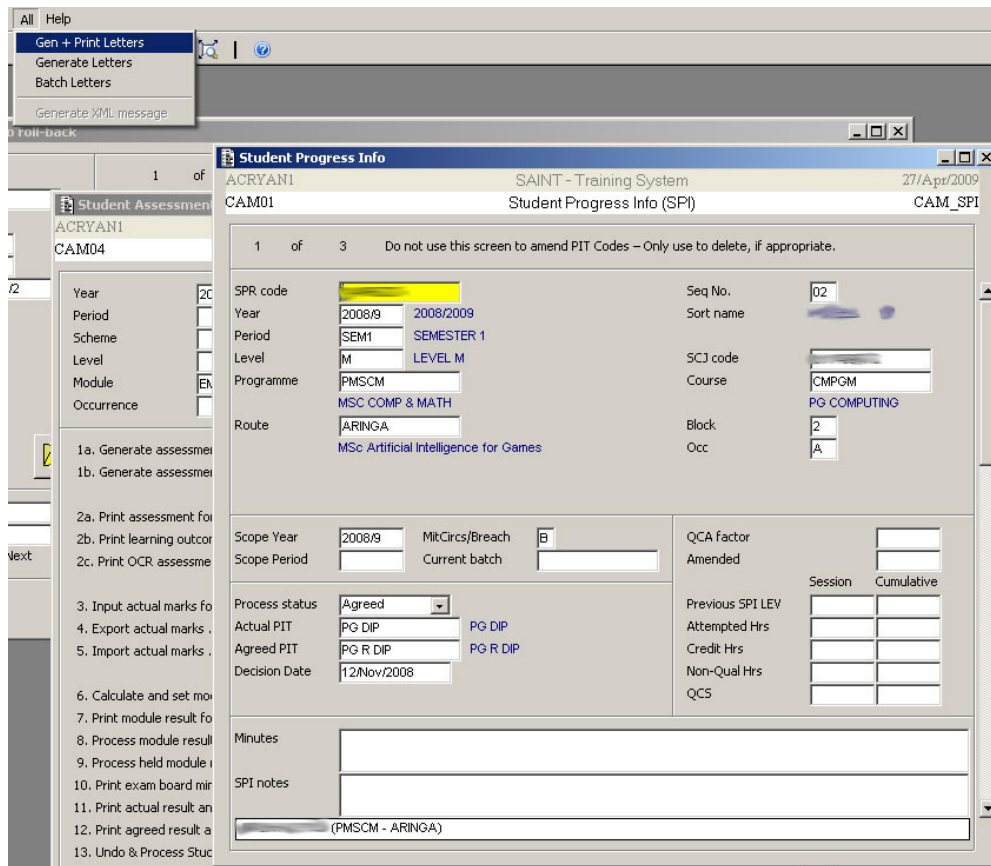 All Help
Gen + Print Letters
Generate Letters
Batch Letters
Generate XML message
roll-back
1 of
Student Assessment
ACRYAN1
CAM04
/2
Year 20
Period
Scheme
Level
Module EM
Occurrence
1a. Generate assessme
1b. Generate assessme
2a. Print assessment for
2b. Print learning outcor
2c. Print OCR assessme
Next
3. Input actual marks fo
4. Export actual marks .
5. Import actual marks .
6. Calculate and set mo
7. Print module result fo
8. Process module result
9. Process held module
10. Print exam board mir
11. Print actual result an
12. Print agreed result a
13. Undo & Process Stuc
Student Progress Info
ACRYAN1 SAINT - Training System 27/Apr/2009
CAM01 Student Progress Info (SPI) CAM_SPI
1 of 3 Do not use this screen to amend PIT Codes – Only use to delete, if appropriate.
SPR code Seq No. 02
Year 2008/9 2008/2009 Sort name
Period SEM1 SEMESTER 1
Level M LEVEL M SCJ code
Programme PMSCM Course CMPGM
MSC COMP & MATH PG COMPUTING
Route ARINGA Block 2
MSc Artificial Intelligence for Games Occ A
Scope Year 2008/9 MitCircs/Breach B QCA factor
Scope Period Current batch Amended
Session Cumulative
Process status Agreed Previous SPI LEV
Actual PIT PG DIP PG DIP Attempted Hrs
Agreed PIT PG R DIP PG R DIP Credit Hrs
Decision Date 12/Nov/2008 Non-Qual Hrs
QCS
Minutes
SPI notes
(PMSCM - ARINGA)